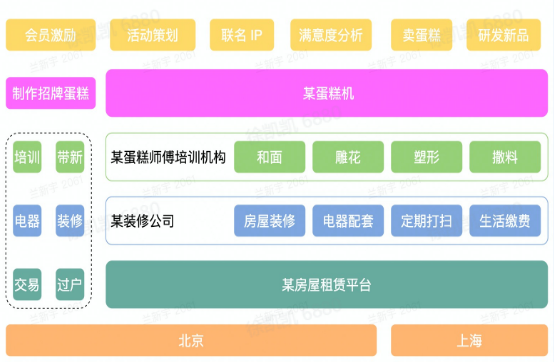 会员激励 活动策划 联名 IP 满意度分析 卖蛋糕 研发新品
制作招牌蛋糕 某蛋糕机
培训 带新 某蛋糕师傅培训机构 和面 雕花 塑形 撒料
电器 装修 某装修公司 房屋装修 电器配套 定期打扫 生活缴费
交易 过户 某房屋租赁平台
北京 上海